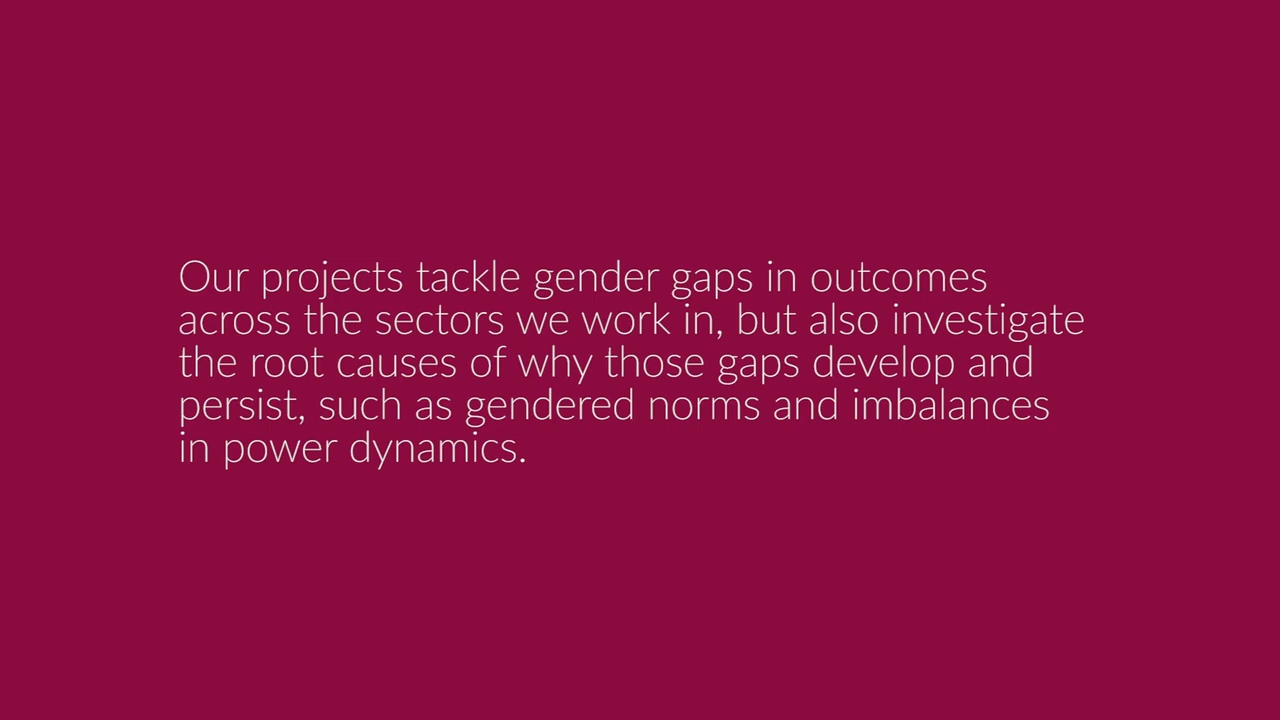 Our projects tackle gender gaps in outcomes
across the sectors we work in, but also investigate
the root causes of why those gaps develop and
persist, such as gendered norms and imbalances
in power dynamics.